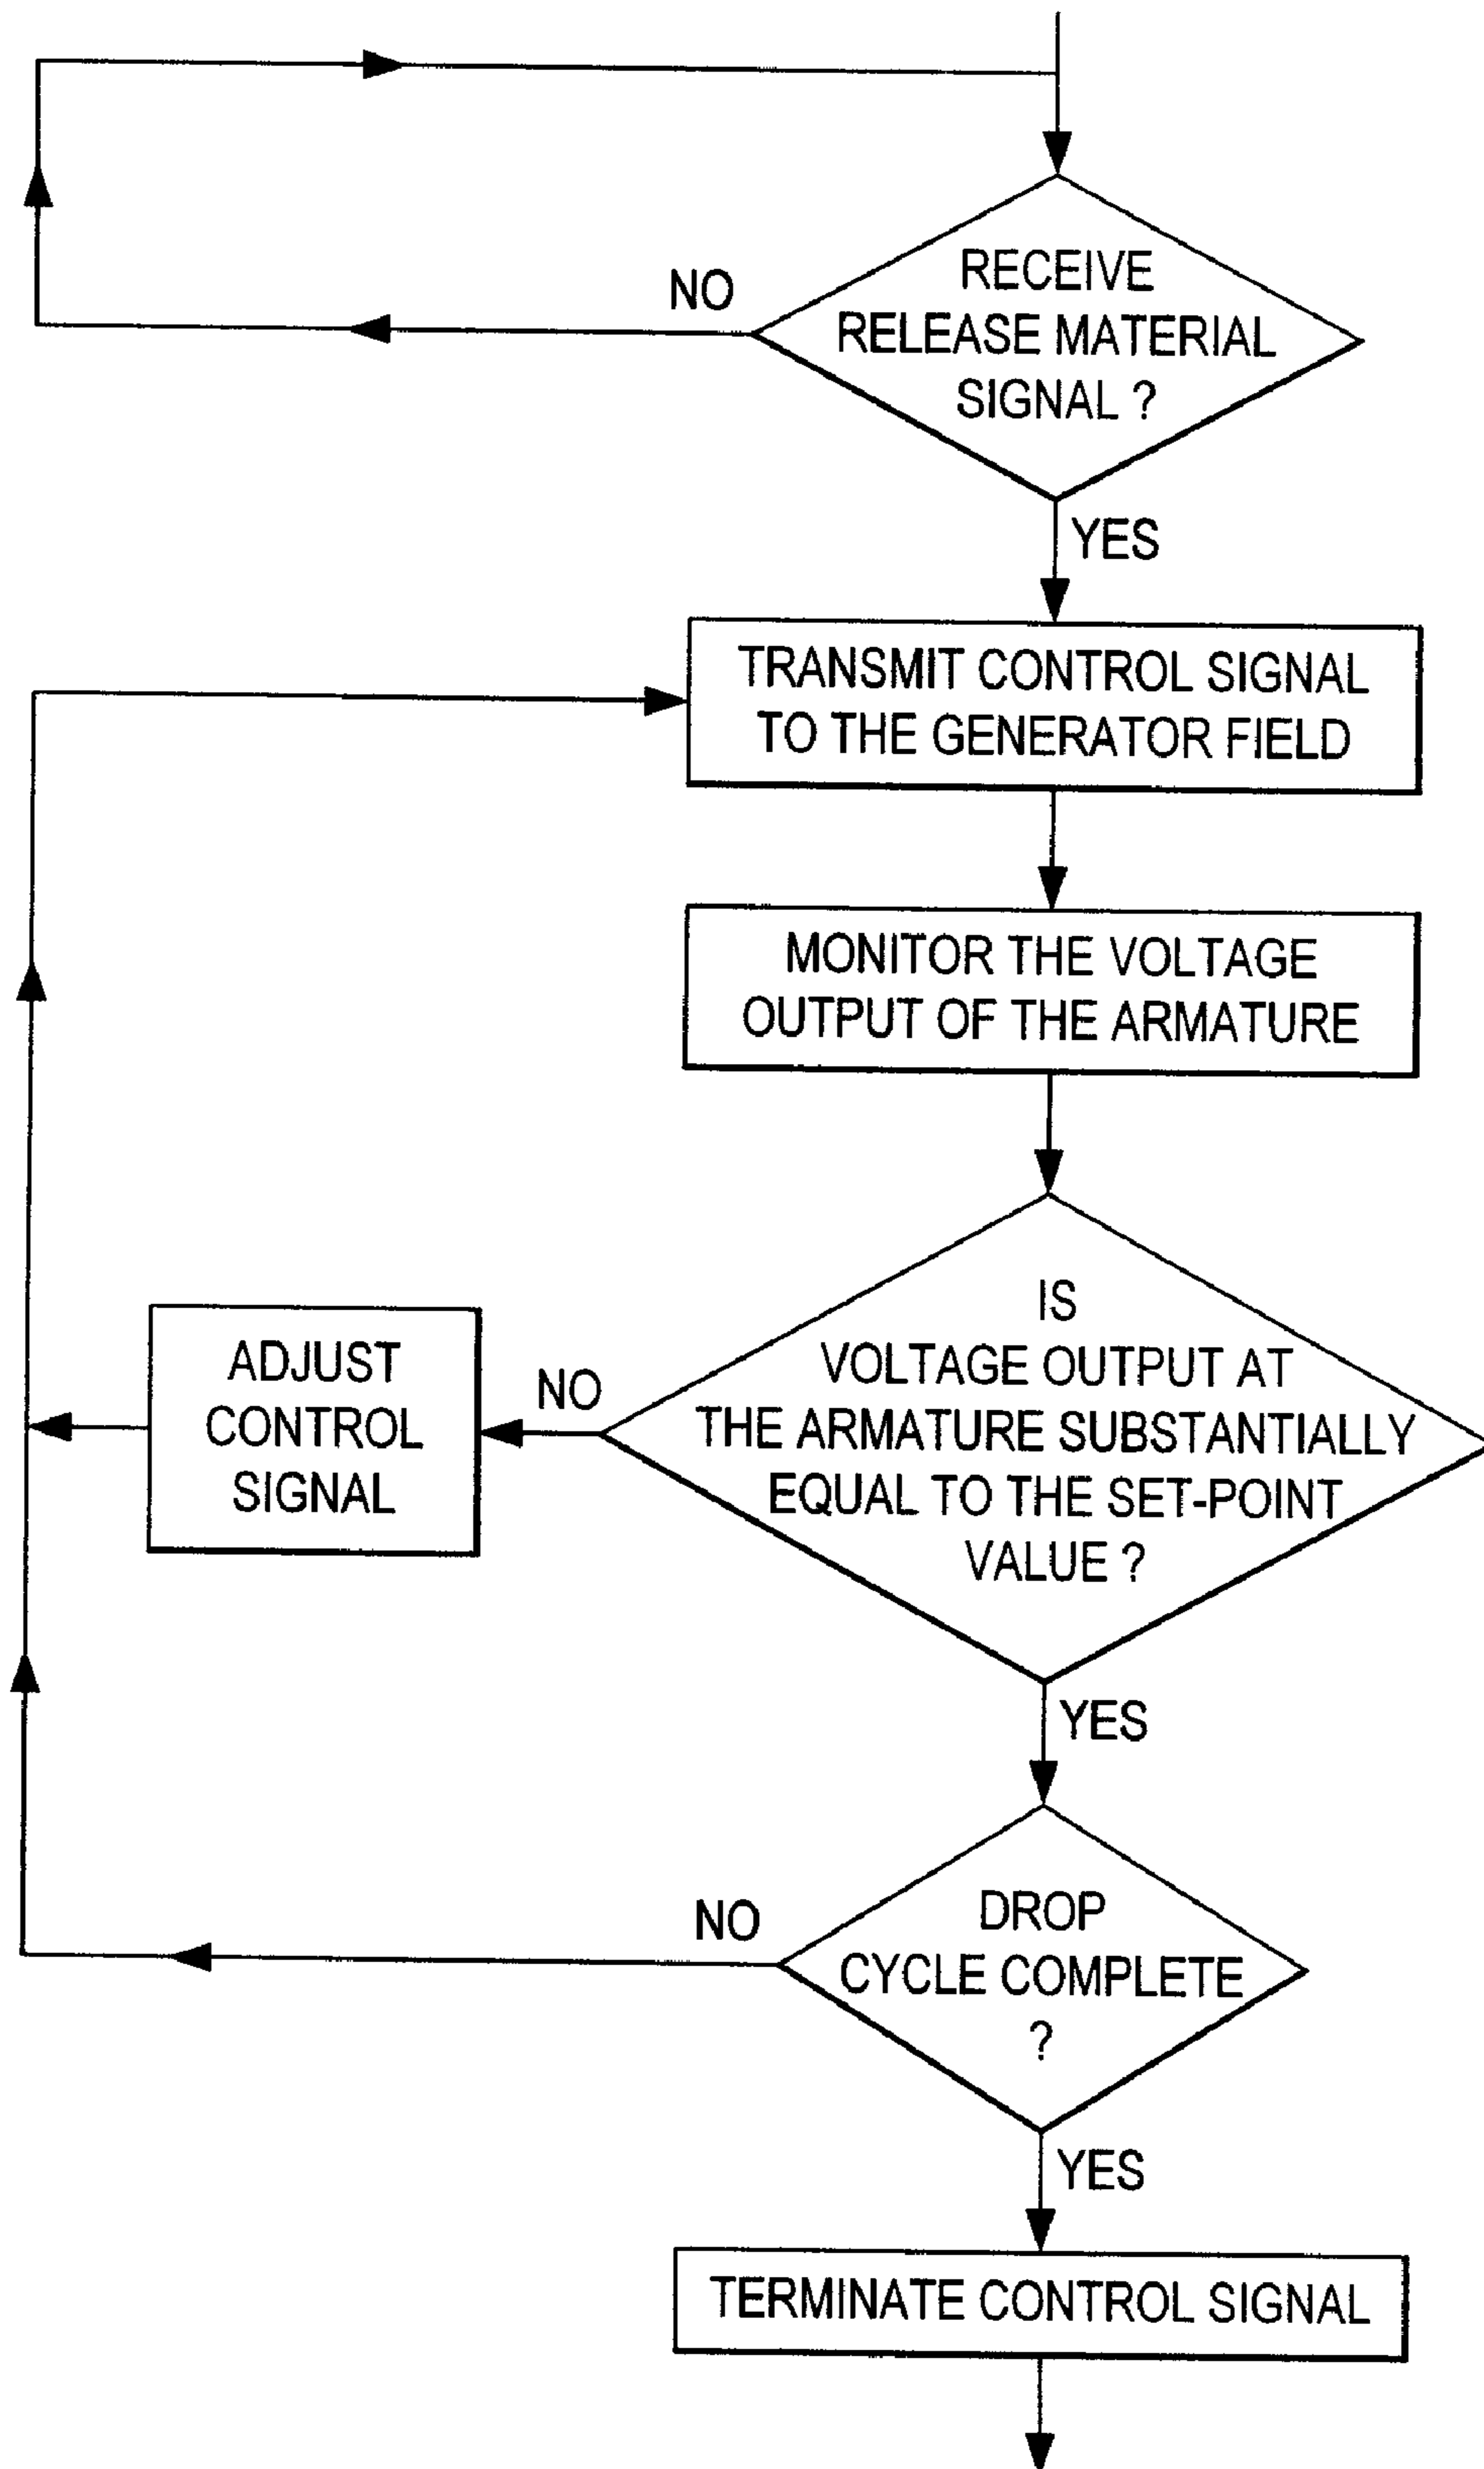 RECEIVE
RELEASE MATERIAL
SIGNAL ?
NO
YES
TRANSMIT CONTROL SIGNAL
TO THE GENERATOR FIELD
MONITOR THE VOLTAGE
OUTPUT OF THE ARMATURE
IS
VOLTAGE OUTPUT AT
THE ARMATURE SUBSTANTIALLY
EQUAL TO THE SET-POINT
VALUE ?
NO
ADJUST
CONTROL
SIGNAL
YES
DROP
CYCLE COMPLETE
?
NO
YES
TERMINATE CONTROL SIGNAL